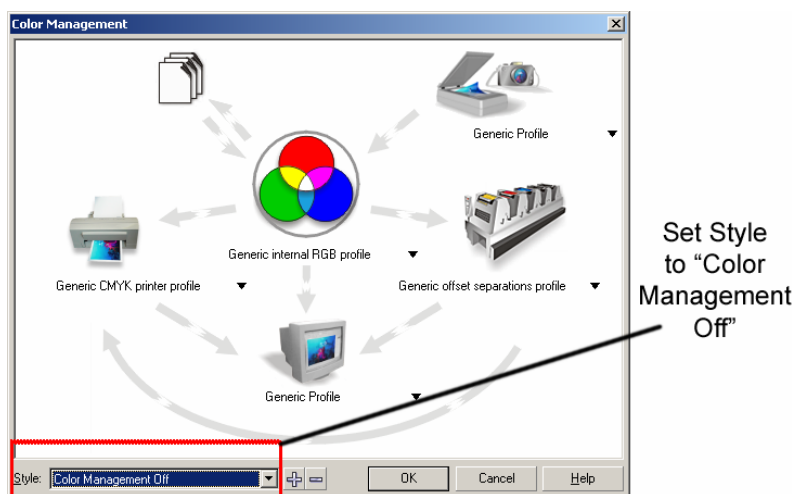 Color Management
Generic Profile
Generic internal RGB profile
Generic CMYK printer profile
Generic offset separations profile
Generic Profile
Set Style
to “Color
Management
Off”
Style: Color Management Off
OK Cancel Help